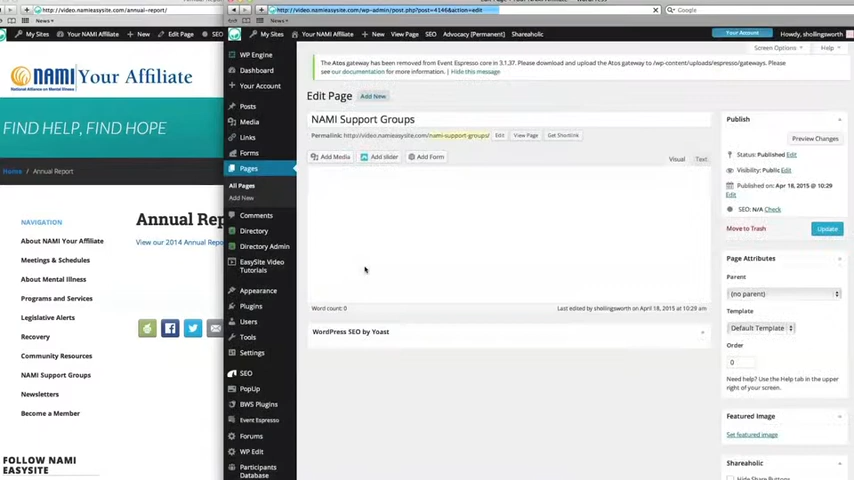 http://video.namieasysite.com/annual-report/
http://video.namieasysite.com/wp-admin/post.php?post=4146&action=edit
Google
News
News
My Sites
Your NAMI Affiliate
New
Edit Page
SEO
My Sites
Your NAMI Affiliate
New
View Page
SEO
Advocacy [Permanent]
Shareaholic
Your Account
Howdy, shollingsworth
Screen Options
Help
NAMI Your Affiliate
National Alliance on Mental Illness
FIND HELP, FIND HOPE
Home / Annual Report
NAVIGATION
About NAMI Your Affiliate
Meetings & Schedules
About Mental Illness
Programs and Services
Legislative Alerts
Recovery
Community Resources
NAMI Support Groups
Newsletters
Become a Member
FOLLOW NAMI
EASYSITE
Annual Rep
View our 2014 Annual Repo
WP Engine
Dashboard
Your Account
Posts
Media
Links
Forms
Pages
All Pages
Add New
Comments
Directory
Directory Admin
EasySite Video
Tutorials
Appearance
Plugins
Users
Tools
Settings
SEO
PopUp
BWS Plugins
Event Espresso
Forums
WP Edit
Participants
Database
The Atos gateway has been removed from Event Espresso core in 3.1.37. Please download and upload the Atos gateway to /wp-content/uploads/espresso/gateways. Please
see our documentation for more information. | Hide this message
Edit Page Add New
NAMI Support Groups
Permalink: http://video.namieasysite.com/nami-support-groups/ Edit View Page Get Shortlink
Add Media Add slider Add Form
Visual Text
Word count: 0
Last edited by shollingsworth on April 18, 2015 at 10:29 am
WordPress SEO by Yoast
Publish
Preview Changes
Status: Published Edit
Visibility: Public Edit
Published on: Apr 18, 2015 @ 10:29
Edit
SEO: N/A Check
Move to Trash Update
Page Attributes
Parent
(no parent)
Template
Default Template
Order
0
Need help? Use the Help tab in the upper
right of your screen.
Featured Image
Set featured image
Shareaholic
Hide Share Buttons